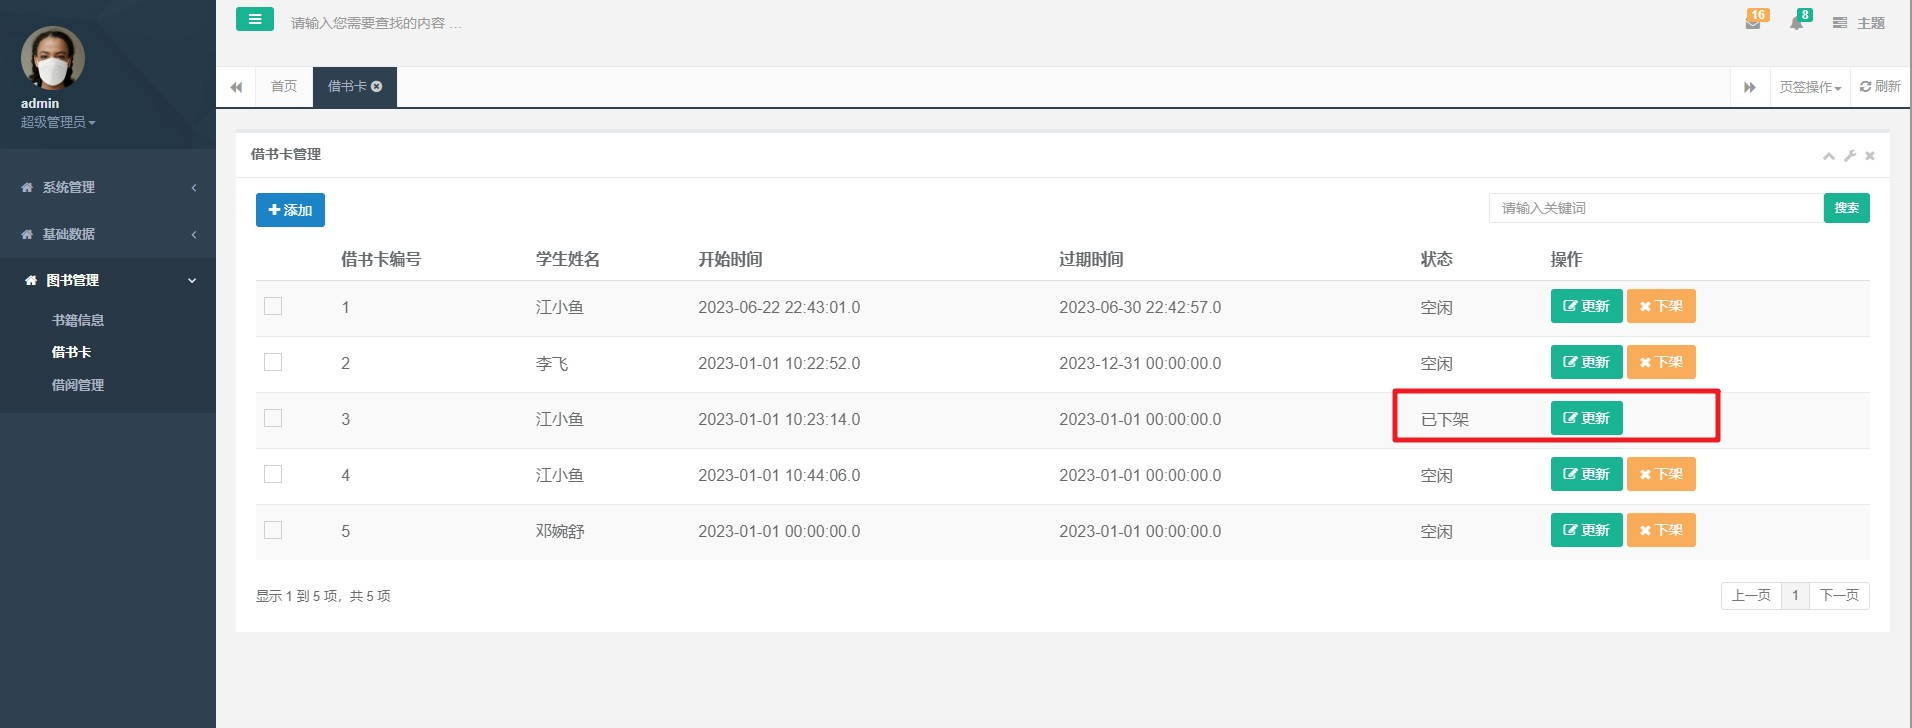 请输入您需要查找的内容 …
16
8
主题
admin
超级管理员
首页
借书卡
页签操作
刷新
系统管理
基础数据
图书管理
书籍信息
借书卡
借阅管理
借书卡管理
添加
请输入关键词
搜索
借书卡编号 学生姓名 开始时间 过期时间 状态 操作
1 江小鱼 2023-06-22 22:43:01.0 2023-06-30 22:42:57.0 空闲 更新 下架
2 李飞 2023-01-01 10:22:52.0 2023-12-31 00:00:00.0 空闲 更新 下架
3 江小鱼 2023-01-01 10:23:14.0 2023-01-01 00:00:00.0 已下架 更新
4 江小鱼 2023-01-01 10:44:06.0 2023-01-01 00:00:00.0 空闲 更新 下架
5 邓婉舒 2023-01-01 00:00:00.0 2023-01-01 00:00:00.0 空闲 更新 下架
显示 1 到 5 项，共 5 项
上一页 1 下一页